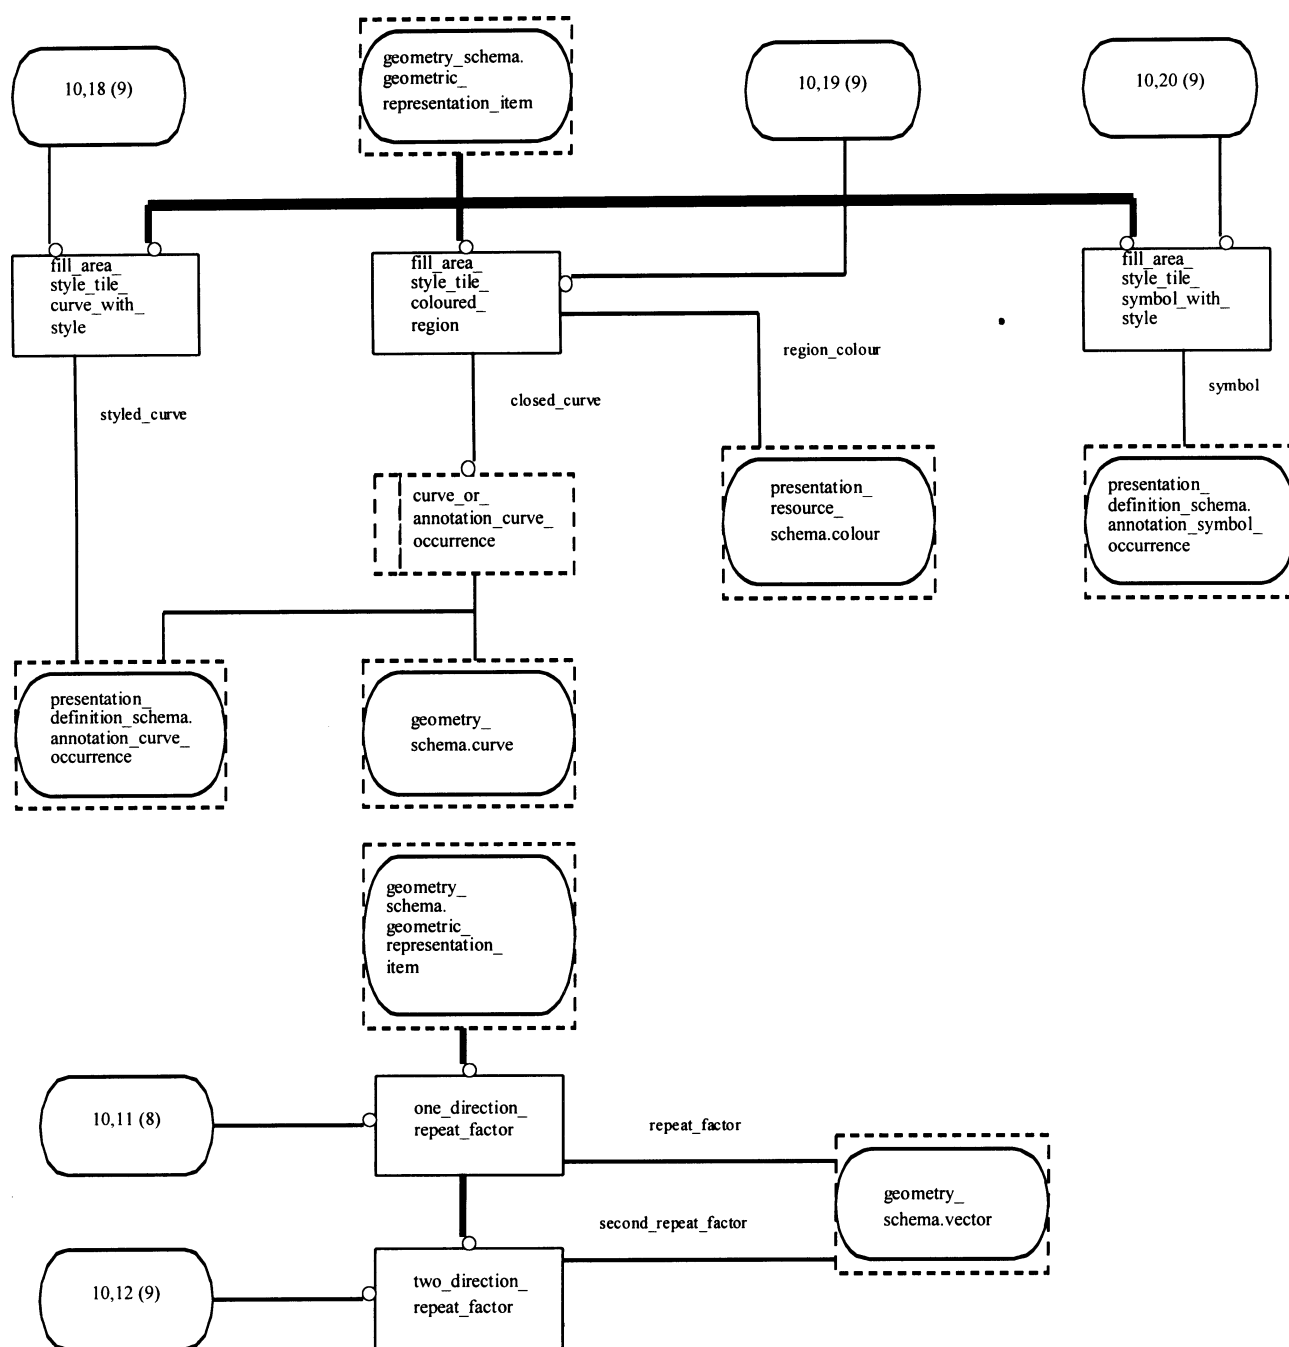 10,18 (9)
geometry_schema.
geometric_
representation_item
10,19 (9)
10,20 (9)
fill_area_
style_tile_
curve_with_
style
fill_area_
style_tile_
coloured_
region
fill_area_
style_tile_
symbol_with_
style
styled_curve
closed_curve
region_colour
symbol
curve_or_
annotation_curve_
occurrence
presentation_
resource_
schema.colour
presentation_
definition_schema.
annotation_symbol_
occurrence
presentation_
definition_schema.
annotation_curve_
occurrence
geometry_
schema.curve
geometry_
schema.
geometric_
representation_
item
10,11 (8)
one_direction_
repeat_factor
repeat_factor
geometry_
schema.vector
second_repeat_factor
10,12 (9)
two_direction_
repeat_factor